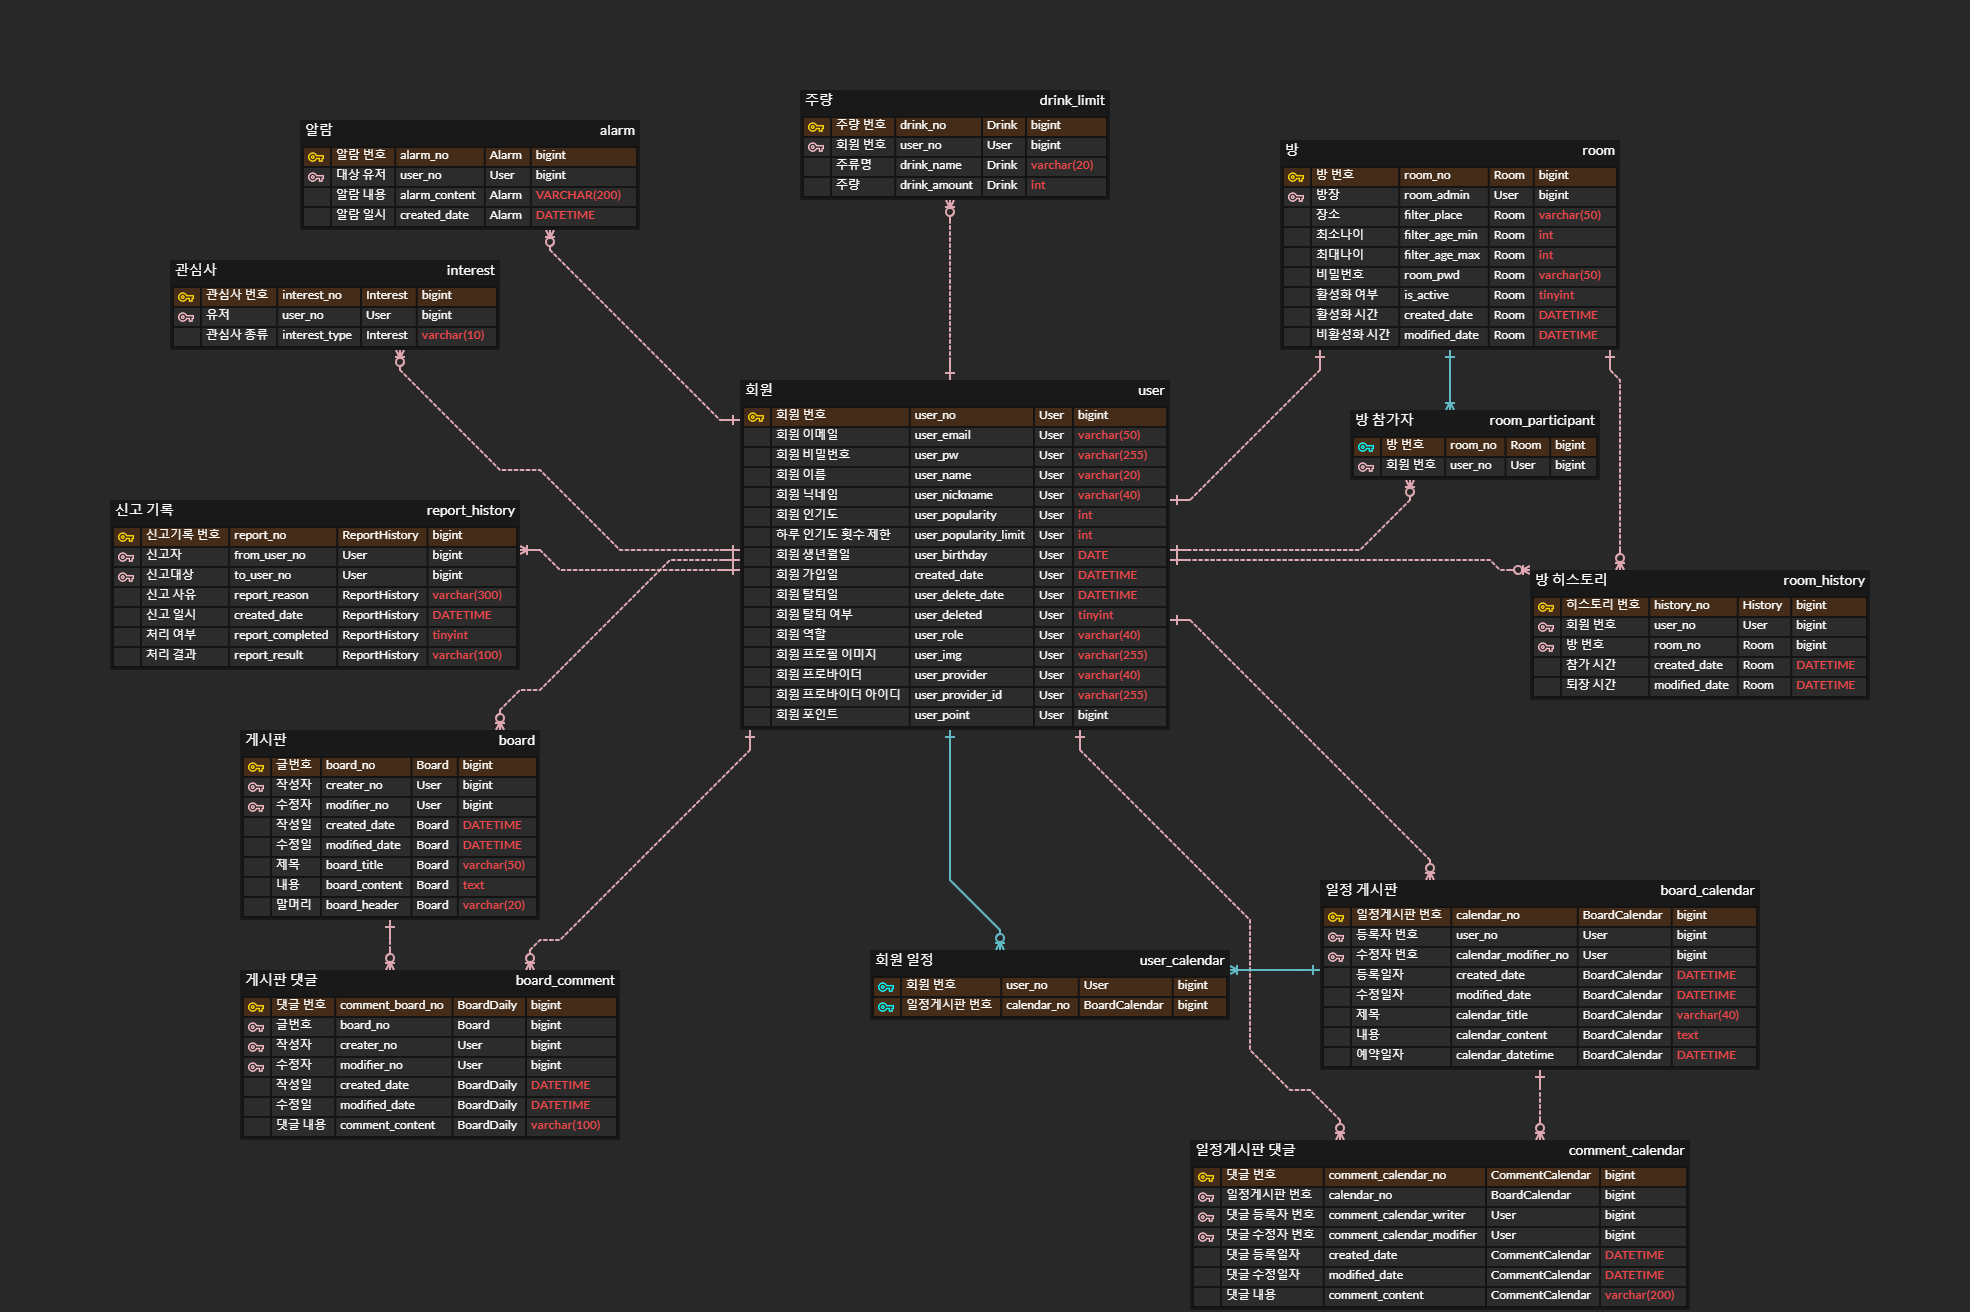 알람 alarm
알람 번호 alarm_no Alarm bigint
대상 유저 user_no User bigint
알람 내용 alarm_content Alarm VARCHAR(200)
알람 일시 created_date Alarm DATETIME
주량 drink_limit
주량 번호 drink_no Drink bigint
회원 번호 user_no User bigint
주류명 drink_name Drink varchar(20)
주량 drink_amount Drink int
방 room
방 번호 room_no Room bigint
방장 room_admin User bigint
장소 filter_place Room varchar(50)
최소나이 filter_age_min Room int
최대나이 filter_age_max Room int
비밀번호 room_pwd Room varchar(50)
활성화 여부 is_active Room tinyint
활성화 시간 created_date Room DATETIME
비활성화 시간 modified_date Room DATETIME
관심사 interest
관심사 번호 interest_no Interest bigint
유저 user_no User bigint
관심사 종류 interest_type Interest varchar(10)
회원 user
회원 번호 user_no User bigint
회원 이메일 user_email User varchar(50)
회원 비밀번호 user_pw User varchar(255)
회원 이름 user_name User varchar(20)
회원 닉네임 user_nickname User varchar(40)
회원 인기도 user_popularity User int
하루 인기도 횟수 제한 user_popularity_limit User int
회원 생년월일 user_birthday User DATE
회원 가입일 created_date User DATETIME
회원 탈퇴일 user_delete_date User DATETIME
회원 탈퇴 여부 user_deleted User tinyint
회원 역할 user_role User varchar(40)
회원 프로필 이미지 user_img User varchar(255)
회원 프로바이더 user_provider User varchar(40)
회원 프로바이더 아이디 user_provider_id User varchar(255)
회원 포인트 user_point User bigint
방 참가자 room_participant
방 번호 room_no Room bigint
회원 번호 user_no User bigint
신고 기록 report_history
신고기록 번호 report_no ReportHistory bigint
신고자 from_user_no User bigint
신고대상 to_user_no User bigint
신고 사유 report_reason ReportHistory varchar(300)
신고 일시 created_date ReportHistory DATETIME
처리 여부 report_completed ReportHistory tinyint
처리 결과 report_result ReportHistory varchar(100)
방 히스토리 room_history
히스토리 번호 history_no History bigint
회원 번호 user_no User bigint
방 번호 room_no Room bigint
참가 시간 created_date Room DATETIME
퇴장 시간 modified_date Room DATETIME
게시판 board
글번호 board_no Board bigint
작성자 creater_no User bigint
수정자 modifier_no User bigint
작성일 created_date Board DATETIME
수정일 modified_date Board DATETIME
제목 board_title Board varchar(50)
내용 board_content Board text
말머리 board_header Board varchar(20)
게시판 댓글 board_comment
댓글 번호 comment_board_no BoardDaily bigint
글번호 board_no Board bigint
작성자 creater_no User bigint
수정자 modifier_no User bigint
작성일 created_date BoardDaily DATETIME
수정일 modified_date BoardDaily DATETIME
댓글 내용 comment_content BoardDaily varchar(100)
회원 일정 user_calendar
회원 번호 user_no User bigint
일정게시판 번호 calendar_no BoardCalendar bigint
일정 게시판 board_calendar
일정게시판 번호 calendar_no BoardCalendar bigint
등록자 번호 user_no User bigint
수정자 번호 calendar_modifier_no User bigint
등록일자 created_date BoardCalendar DATETIME
수정일자 modified_date BoardCalendar DATETIME
제목 calendar_title BoardCalendar varchar(40)
내용 calendar_content BoardCalendar text
예약일자 calendar_datetime BoardCalendar DATETIME
일정게시판 댓글 comment_calendar
댓글 번호 comment_calendar_no CommentCalendar bigint
일정게시판 번호 calendar_no BoardCalendar bigint
댓글 등록자 번호 comment_calendar_writer User bigint
댓글 수정자 번호 comment_calendar_modifier User bigint
댓글 등록일자 created_date CommentCalendar DATETIME
댓글 수정일자 modified_date CommentCalendar DATETIME
댓글 내용 comment_content CommentCalendar varchar(200)